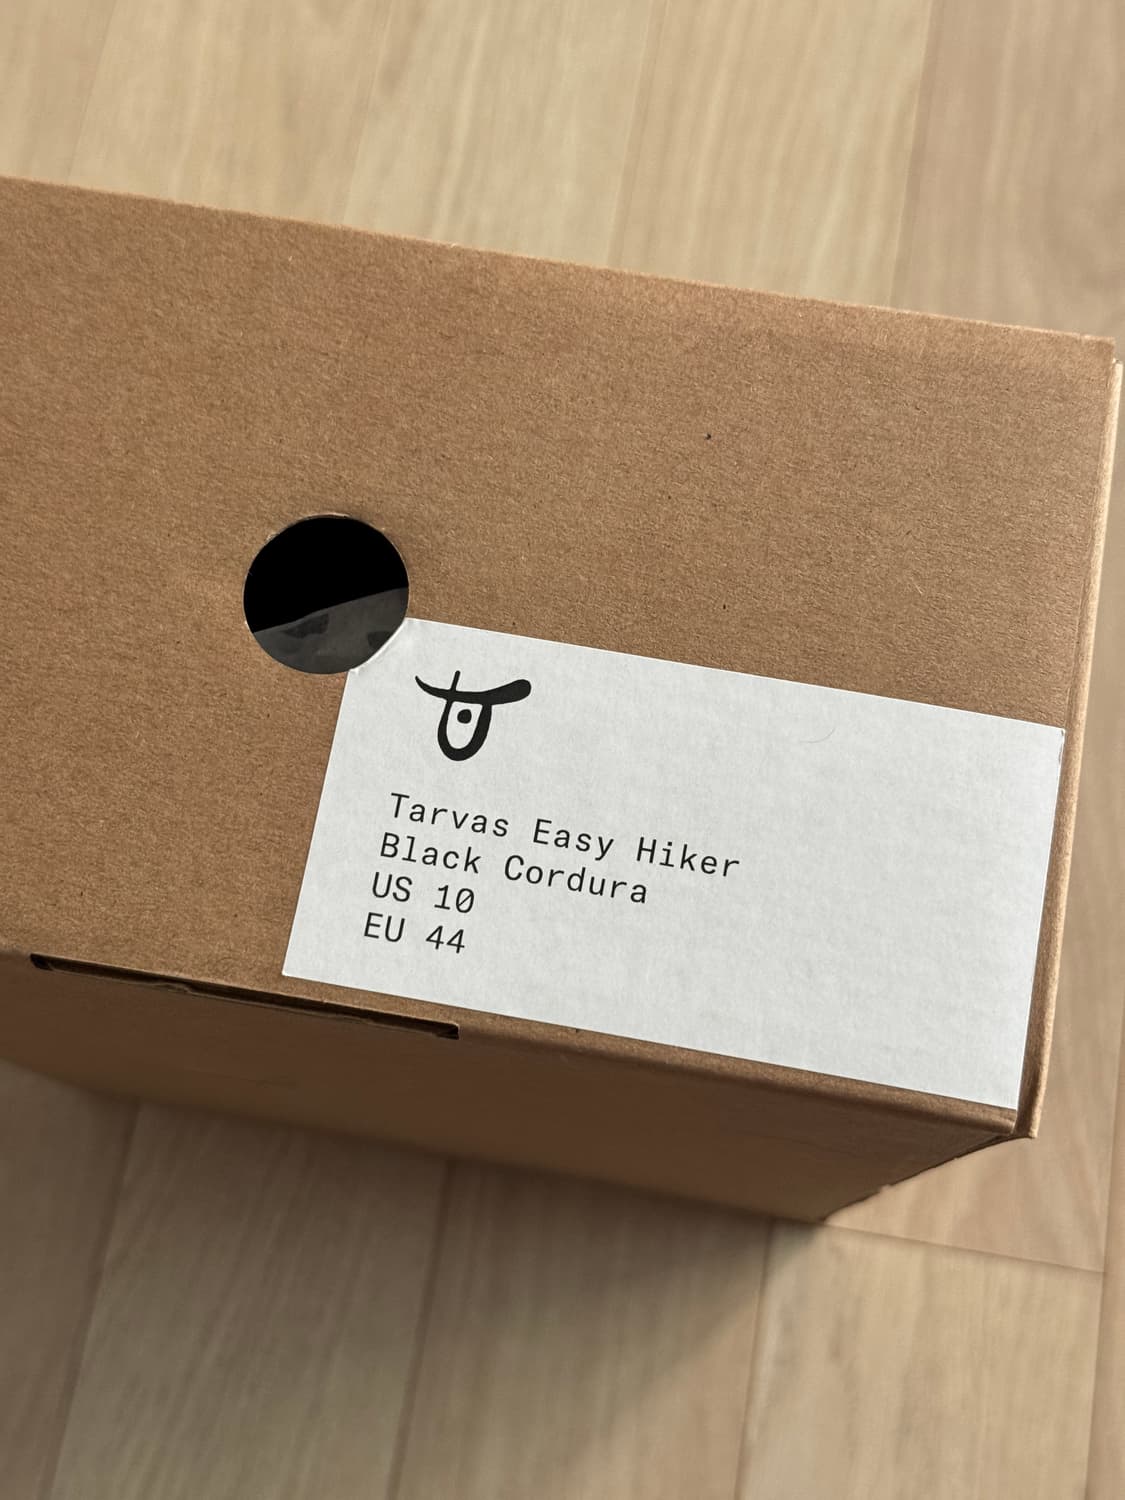 Tarvas Easy Hiker
Black Cordura
US 10
EU 44